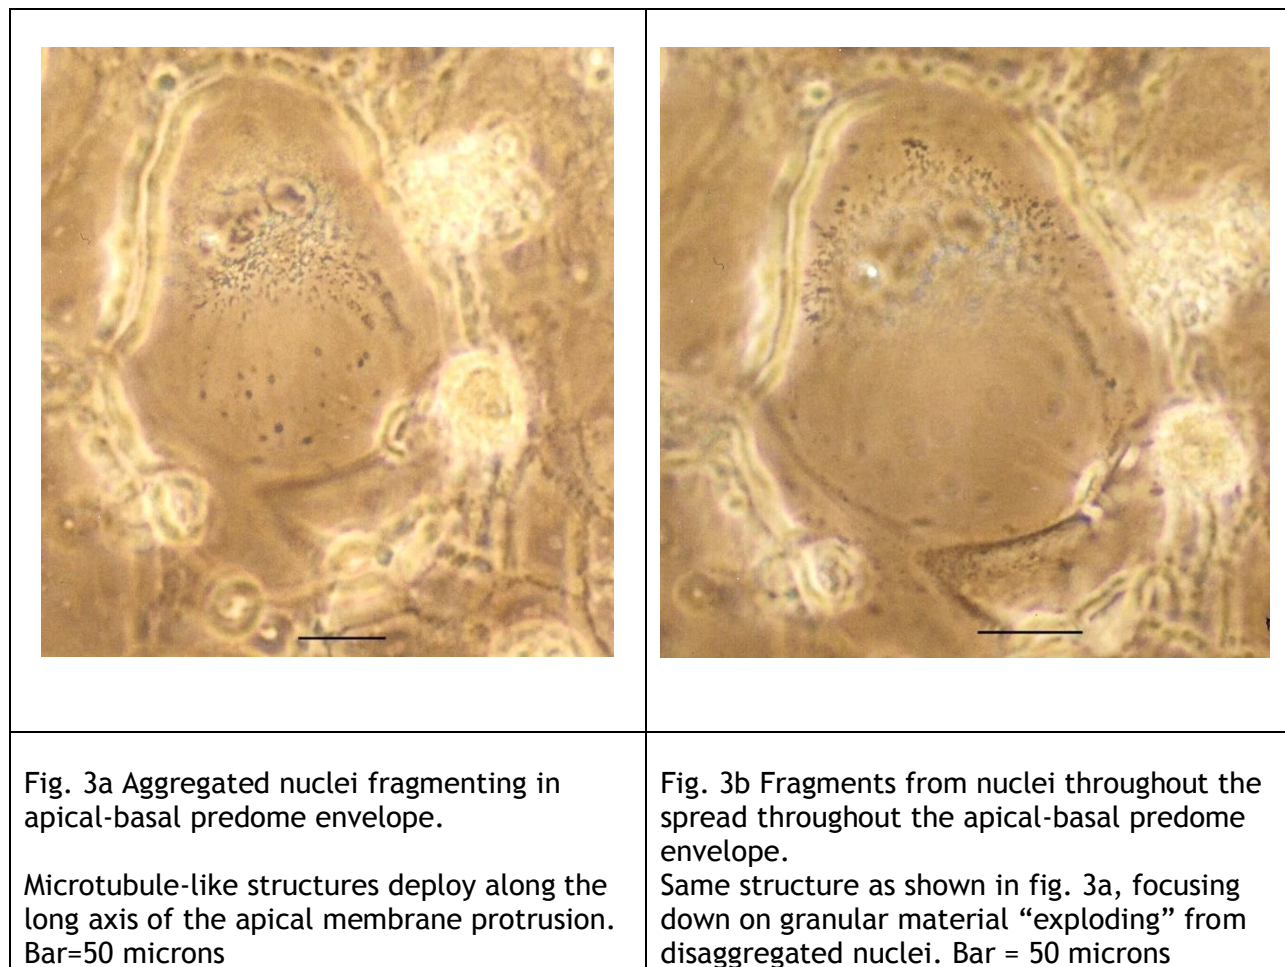 Fig. 3a Aggregated nuclei fragmenting in
apical-basal predome envelope.
Microtubule-like structures deploy along the
long axis of the apical membrane protrusion.
Bar=50 microns
Fig. 3b Fragments from nuclei throughout the
spread throughout the apical-basal predome
envelope.
Same structure as shown in fig. 3a, focusing
down on granular material “exploding” from
disaggregated nuclei. Bar = 50 microns